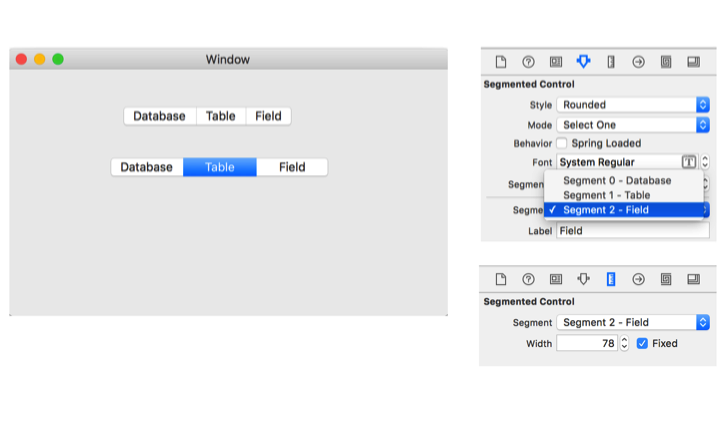 Window
Database Table Field
Database Table Field
Segmented Control
Style Rounded
Mode Select One
Behavior Spring Loaded
Font System Regular T
Segmen
Segment 0 - Database
Segment 1 - Table
Segme ✓ Segment 2 - Field
Label Field
Segmented Control
Segment Segment 2 - Field
Width 78 Fixed